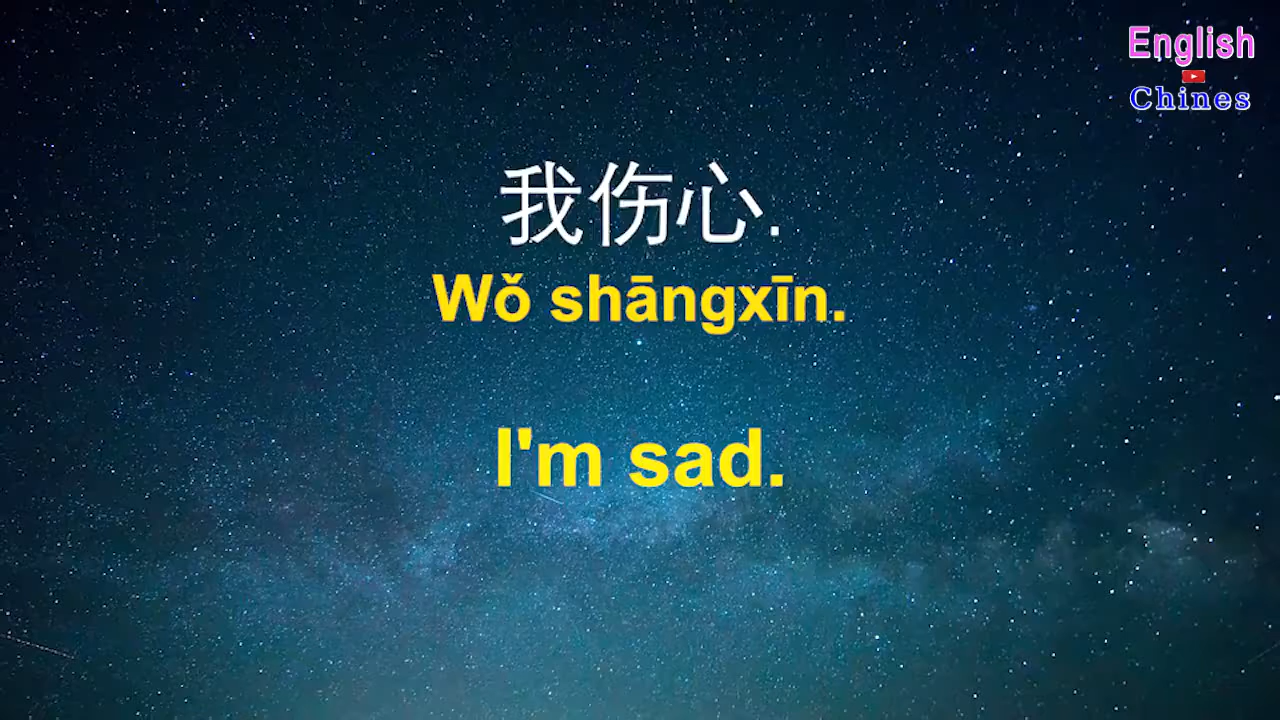 English
Chines
我伤心.
Wǒ shāngxīn.
I'm sad.